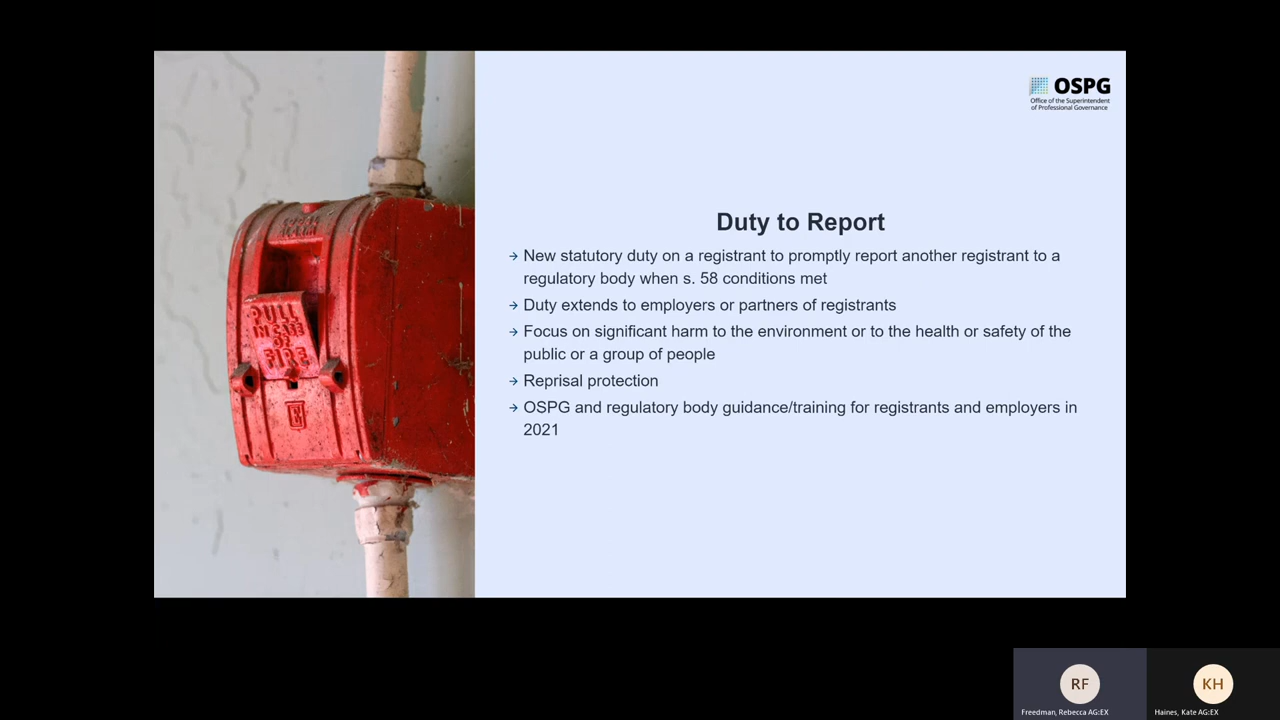 OSPG
Office of the Superintendent
of Professional Governance
Duty to Report
→ New statutory duty on a registrant to promptly report another registrant to a
regulatory body when s. 58 conditions met
→ Duty extends to employers or partners of registrants
→ Focus on significant harm to the environment or to the health or safety of the
public or a group of people
→ Reprisal protection
→ OSPG and regulatory body guidance/training for registrants and employers in
2021
PULL
IN CASE
OF
FIRE
RF
KH
Freedman, Rebecca AG:EX
Haines, Kate AG:EX